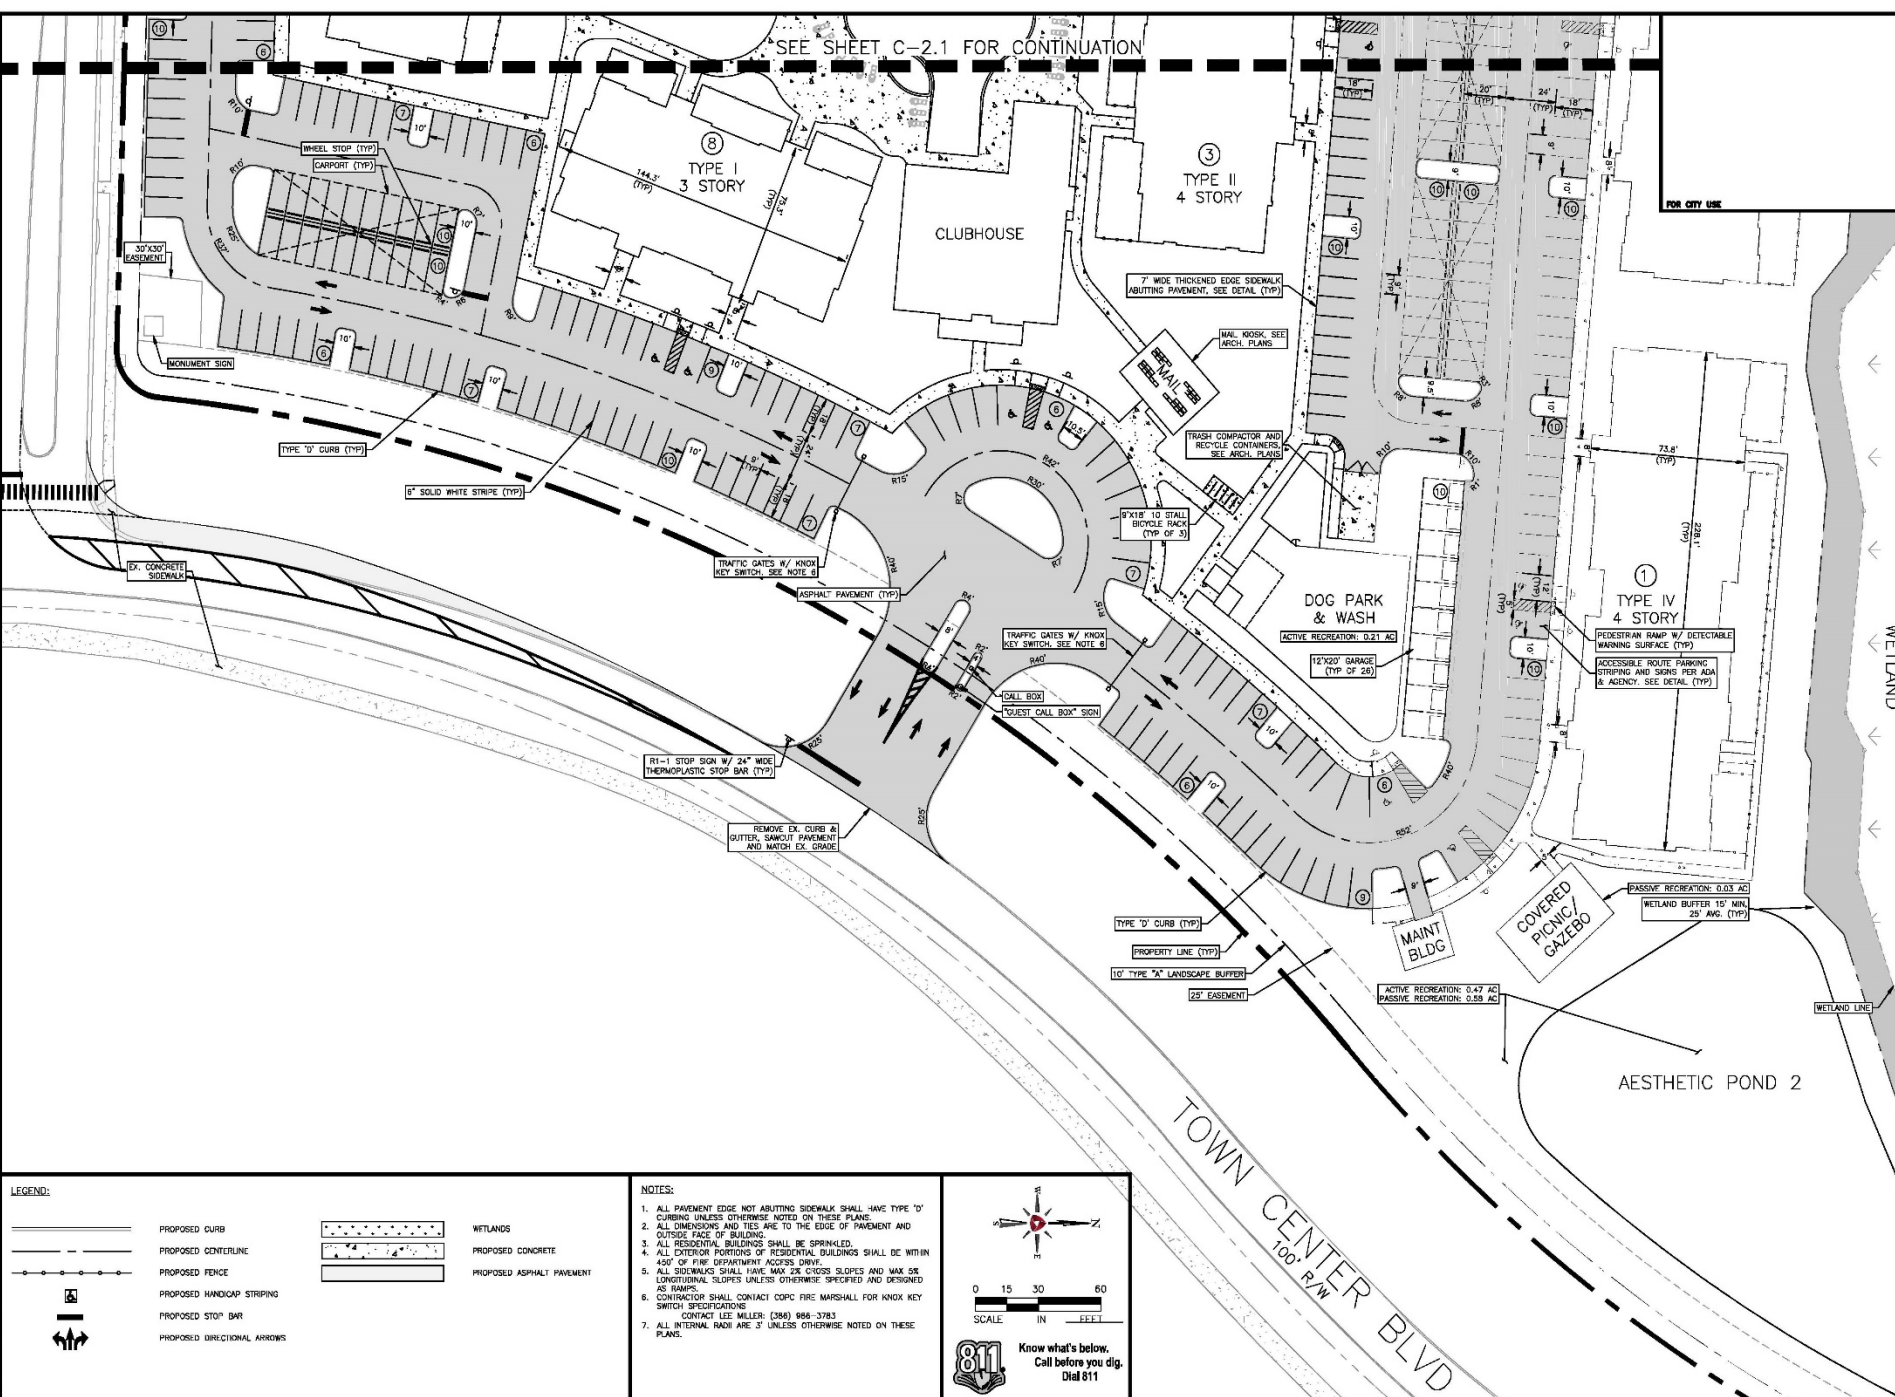 SEE SHEET C-2.1 FOR CONTINUATION
FOR CITY USE
WHEEL STOP (TYP)
CARPORT (TYP)
30'X30'
EASEMENT
MONUMENT SIGN
TYPE 'D' CURB (TYP)
6" SOLID WHITE STRIPE (TYP)
EX. CONCRETE
SIDEWALK
8
TYPE I
3 STORY
144.3'
(TYP)
73.3'
(TYP)
CLUBHOUSE
3
TYPE II
4 STORY
7' WIDE THICKENED EDGE SIDEWALK
ABUTTING PAVEMENT, SEE DETAIL (TYP)
MAIL KIOSK, SEE
ARCH. PLANS
MAIL
TRASH COMPACTOR AND
RECYCLE CONTAINERS,
SEE ARCH. PLANS
9'X18' 10 STALL
BICYCLE RACK
(TYP OF 3)
TRAFFIC GATES W/ KNOX
KEY SWITCH. SEE NOTE 6
ASPHALT PAVEMENT (TYP)
TRAFFIC GATES W/ KNOX
KEY SWITCH. SEE NOTE 6
CALL BOX
"GUEST CALL BOX" SIGN
R1-1 STOP SIGN W/ 24" WIDE
THERMOPLASTIC STOP BAR (TYP)
REMOVE EX. CURB &
GUTTER, SAWCUT PAVEMENT
AND MATCH EX. GRADE
DOG PARK
& WASH
ACTIVE RECREATION: 0.21 AC
12'X20' GARAGE
(TYP OF 26)
1
TYPE IV
4 STORY
73.8'
(TYP)
228.1'
(TYP)
PEDESTRIAN RAMP W/ DETECTABLE
WARNING SURFACE (TYP)
ACCESSIBLE ROUTE PARKING
STRIPING AND SIGNS PER ADA
& AGENCY. SEE DETAIL (TYP)
WETLAND
TYPE 'D' CURB (TYP)
PROPERTY LINE (TYP)
10' TYPE "A" LANDSCAPE BUFFER
25' EASEMENT
MAINT
BLDG
COVERED
PICNIC/
GAZEBO
PASSIVE RECREATION: 0.03 AC
WETLAND BUFFER 15' MIN,
25' AVG. (TYP)
ACTIVE RECREATION: 0.47 AC
PASSIVE RECREATION: 0.58 AC
WETLAND LINE
AESTHETIC POND 2
TOWN CENTER BLVD
100' R/W
LEGEND:
PROPOSED CURB
PROPOSED CENTERLINE
PROPOSED FENCE
PROPOSED HANDICAP STRIPING
PROPOSED STOP BAR
PROPOSED DIRECTIONAL ARROWS
WETLANDS
PROPOSED CONCRETE
PROPOSED ASPHALT PAVEMENT
NOTES:
1. ALL PAVEMENT EDGE NOT ABUTTING SIDEWALK SHALL HAVE TYPE 'D'
CURBING UNLESS OTHERWISE NOTED ON THESE PLANS.
2. ALL DIMENSIONS AND TIES ARE TO THE EDGE OF PAVEMENT AND
OUTSIDE FACE OF BUILDING.
3. ALL RESIDENTIAL BUILDINGS SHALL BE SPRINKLED.
4. ALL EXTERIOR PORTIONS OF RESIDENTIAL BUILDINGS SHALL BE WITHIN
450' OF FIRE DEPARTMENT ACCESS DRIVE.
5. ALL SIDEWALKS SHALL HAVE MAX 2% CROSS SLOPES AND MAX 5%
LONGITUDINAL SLOPES UNLESS OTHERWISE SPECIFIED AND DESIGNED
AS RAMPS.
6. CONTRACTOR SHALL CONTACT COPC FIRE MARSHALL FOR KNOX KEY
SWITCH SPECIFICATIONS
CONTACT LEE MILLER: (386) 986-3783
7. ALL INTERNAL RADII ARE 3' UNLESS OTHERWISE NOTED ON THESE
PLANS.
W
S N
E
0 15 30 60
SCALE IN FEET
811
Know what's below.
Call before you dig.
Dial 811